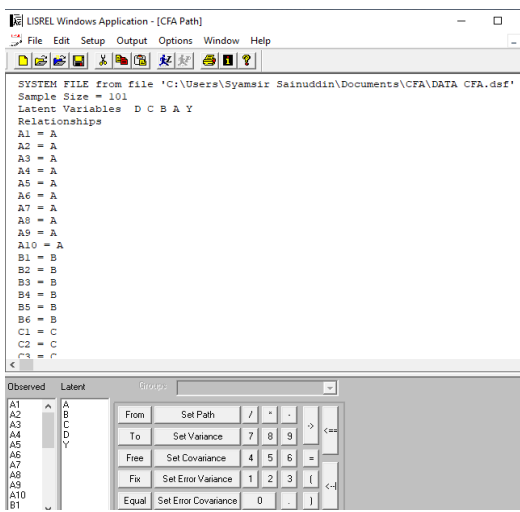 LISREL Windows Application - [CFA Path]
File Edit Setup Output Options Window Help
SYSTEM FILE from file 'C:\Users\Syamsir Sainuddin\Documents\CFA\DATA CFA.dsf'
Sample Size = 101
Latent Variables  D C B A Y
Relationships
A1 = A
A2 = A
A3 = A
A4 = A
A5 = A
A6 = A
A7 = A
A8 = A
A9 = A
A10 = A
B1 = B
B2 = B
B3 = B
B4 = B
B5 = B
B6 = B
C1 = C
C2 = C
C3 = C
Observed Latent Groups:
A1
A2
A3
A4
A5
A6
A7
A8
A9
A10
B1
A
B
C
D
Y
From Set Path / * -
To Set Variance 7 8 9
Free Set Covariance 4 5 6 =
Fix Set Error Variance 1 2 3 (
Equal Set Error Covariance 0 . )
-> <==
<--|